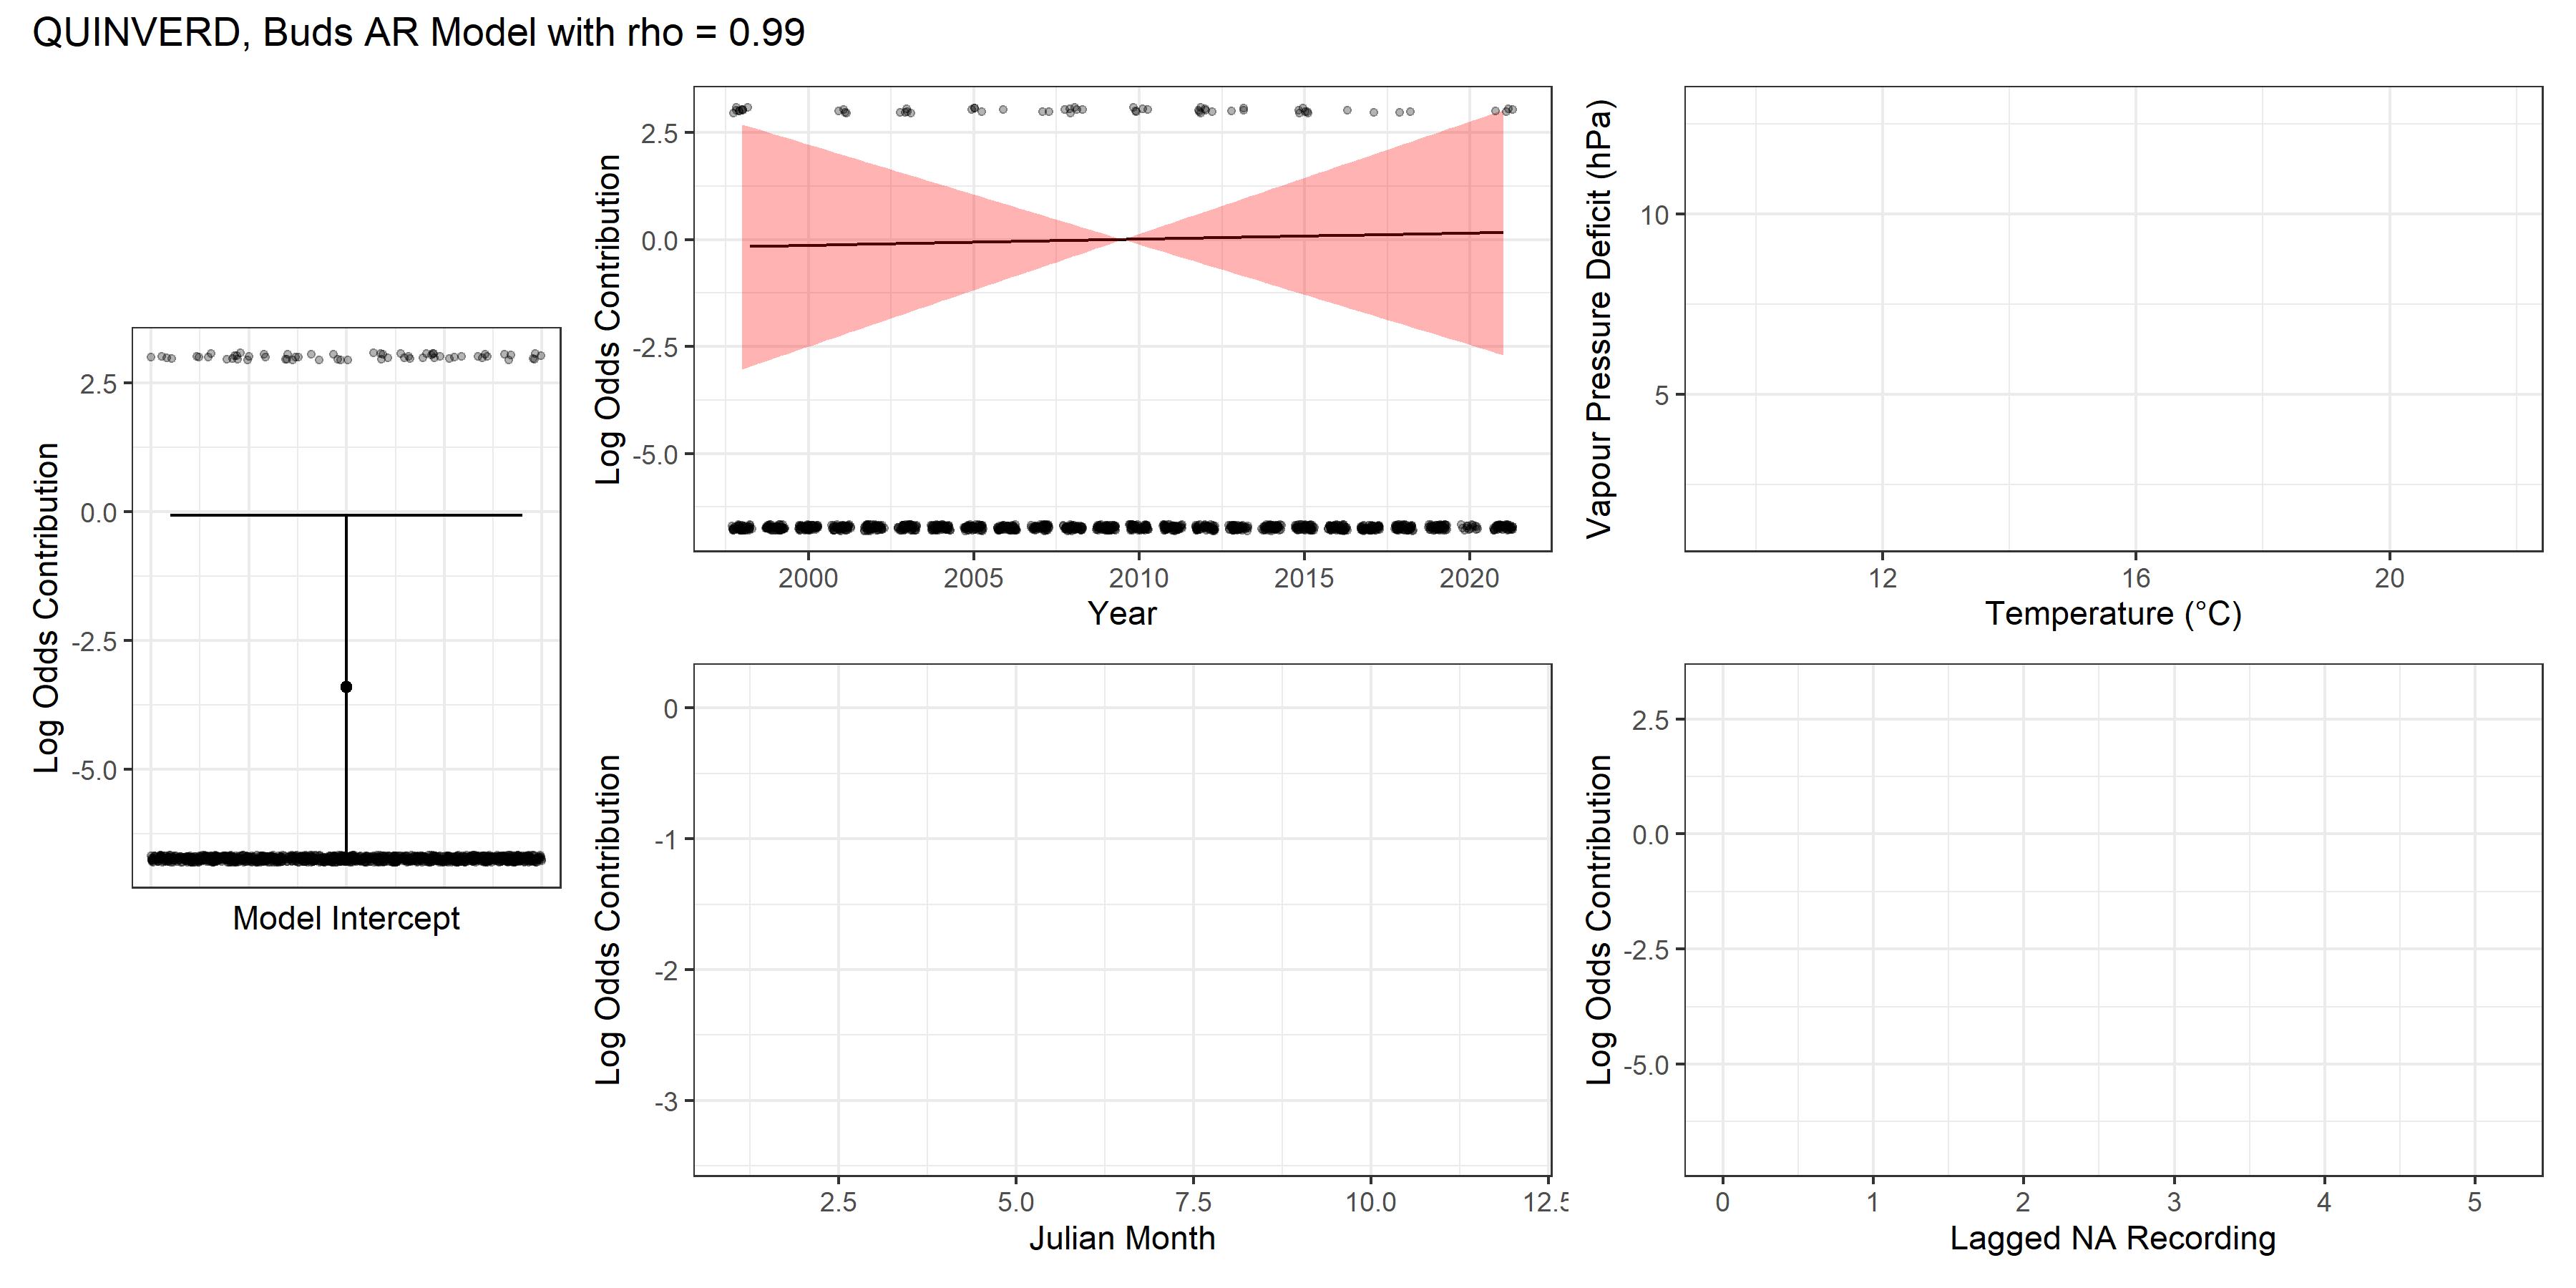 QUINVERD, Buds AR Model with rho = 0.99
Log Odds Contribution
2.5
0.0
-2.5
-5.0
Model Intercept
Log Odds Contribution
2.5
0.0
-2.5
-5.0
2000 2005 2010 2015 2020
Year
Vapour Pressure Deficit (hPa)
10
5
12 16 20
Temperature (°C)
Log Odds Contribution
0
-1
-2
-3
2.5 5.0 7.5 10.0 12.5
Julian Month
Log Odds Contribution
2.5
0.0
-2.5
-5.0
0 1 2 3 4 5
Lagged NA Recording